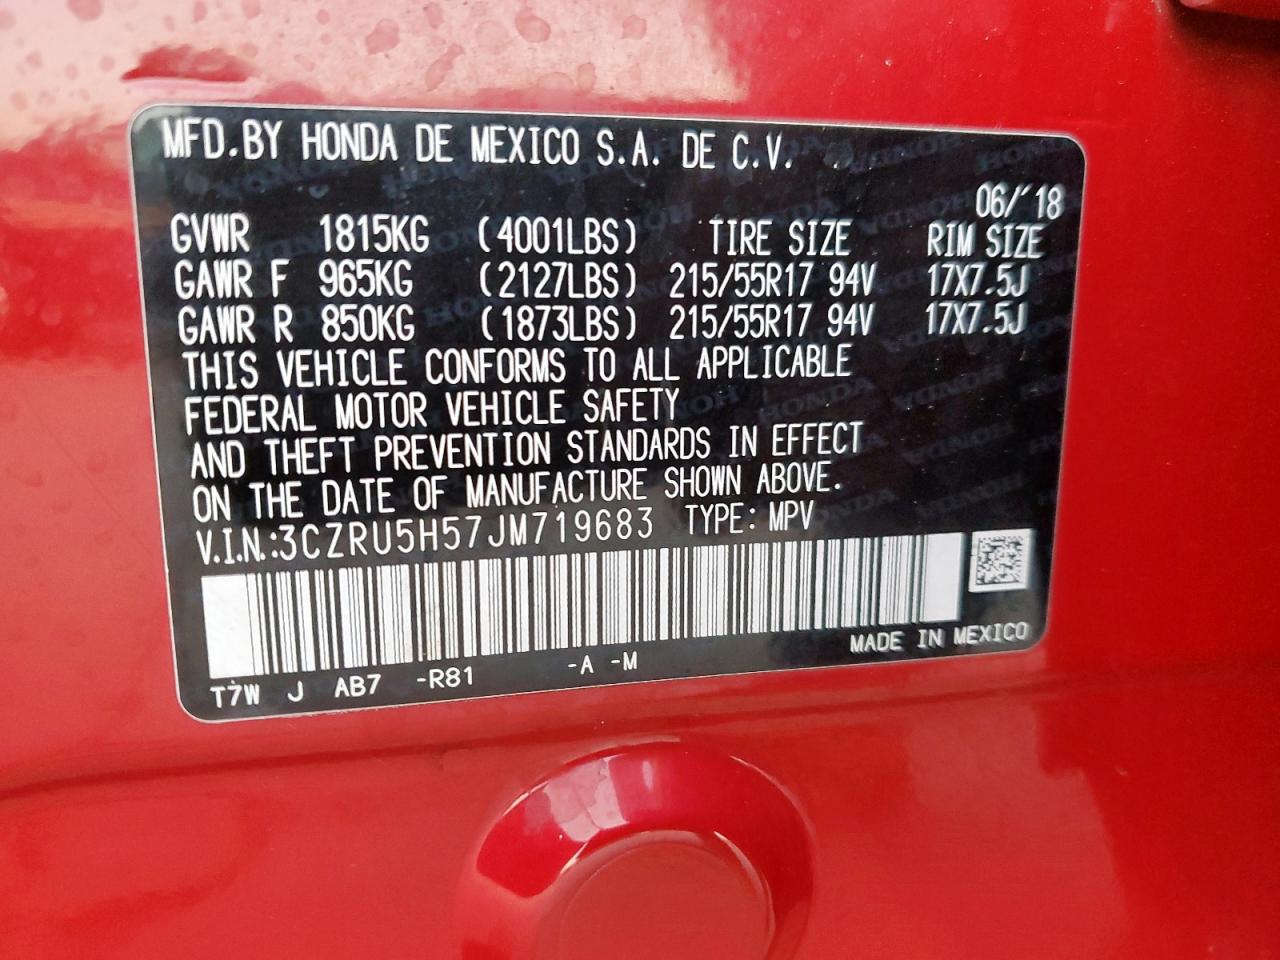 MFD.BY HONDA DE MEXICO S.A. DE C.V.
06/'18
GVWR 1815KG (4001LBS) TIRE SIZE RIM SIZE
GAWR F 965KG (2127LBS) 215/55R17 94V 17X7.5J
GAWR R 850KG (1873LBS) 215/55R17 94V 17X7.5J
THIS VEHICLE CONFORMS TO ALL APPLICABLE
FEDERAL MOTOR VEHICLE SAFETY
AND THEFT PREVENTION STANDARDS IN EFFECT
ON THE DATE OF MANUFACTURE SHOWN ABOVE.
V.I.N.:3CZRU5H57JM719683 TYPE: MPV
MADE IN MEXICO
T7W J AB7 -R81 -A -M